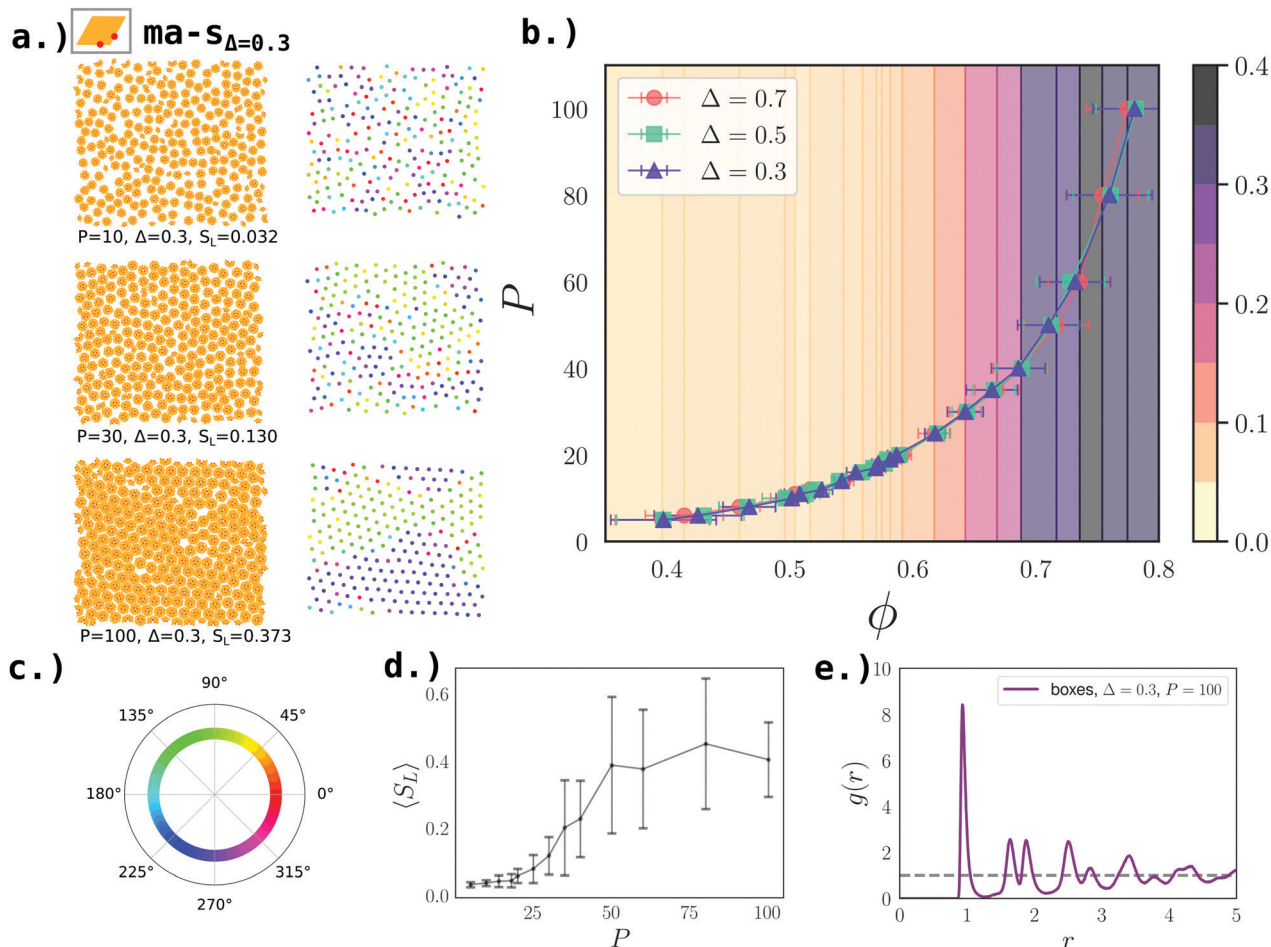 a.) ma-s_Δ=0.3
P=10, Δ=0.3, S_L=0.032
P=30, Δ=0.3, S_L=0.130
P=100, Δ=0.3, S_L=0.373
b.)
Δ = 0.7
Δ = 0.5
Δ = 0.3
P
100
80
60
40
20
0
0.4 0.5 0.6 0.7 0.8
ϕ
0.4
0.3
0.2
0.1
0.0
c.)
90°
135° 45°
180° 0°
225° 315°
270°
d.)
⟨S_L⟩
0.6
0.4
0.2
0.0
25 50 75 100
P
e.)
boxes, Δ = 0.3, P = 100
g(r)
10
8
6
4
2
0
0 1 2 3 4 5
r